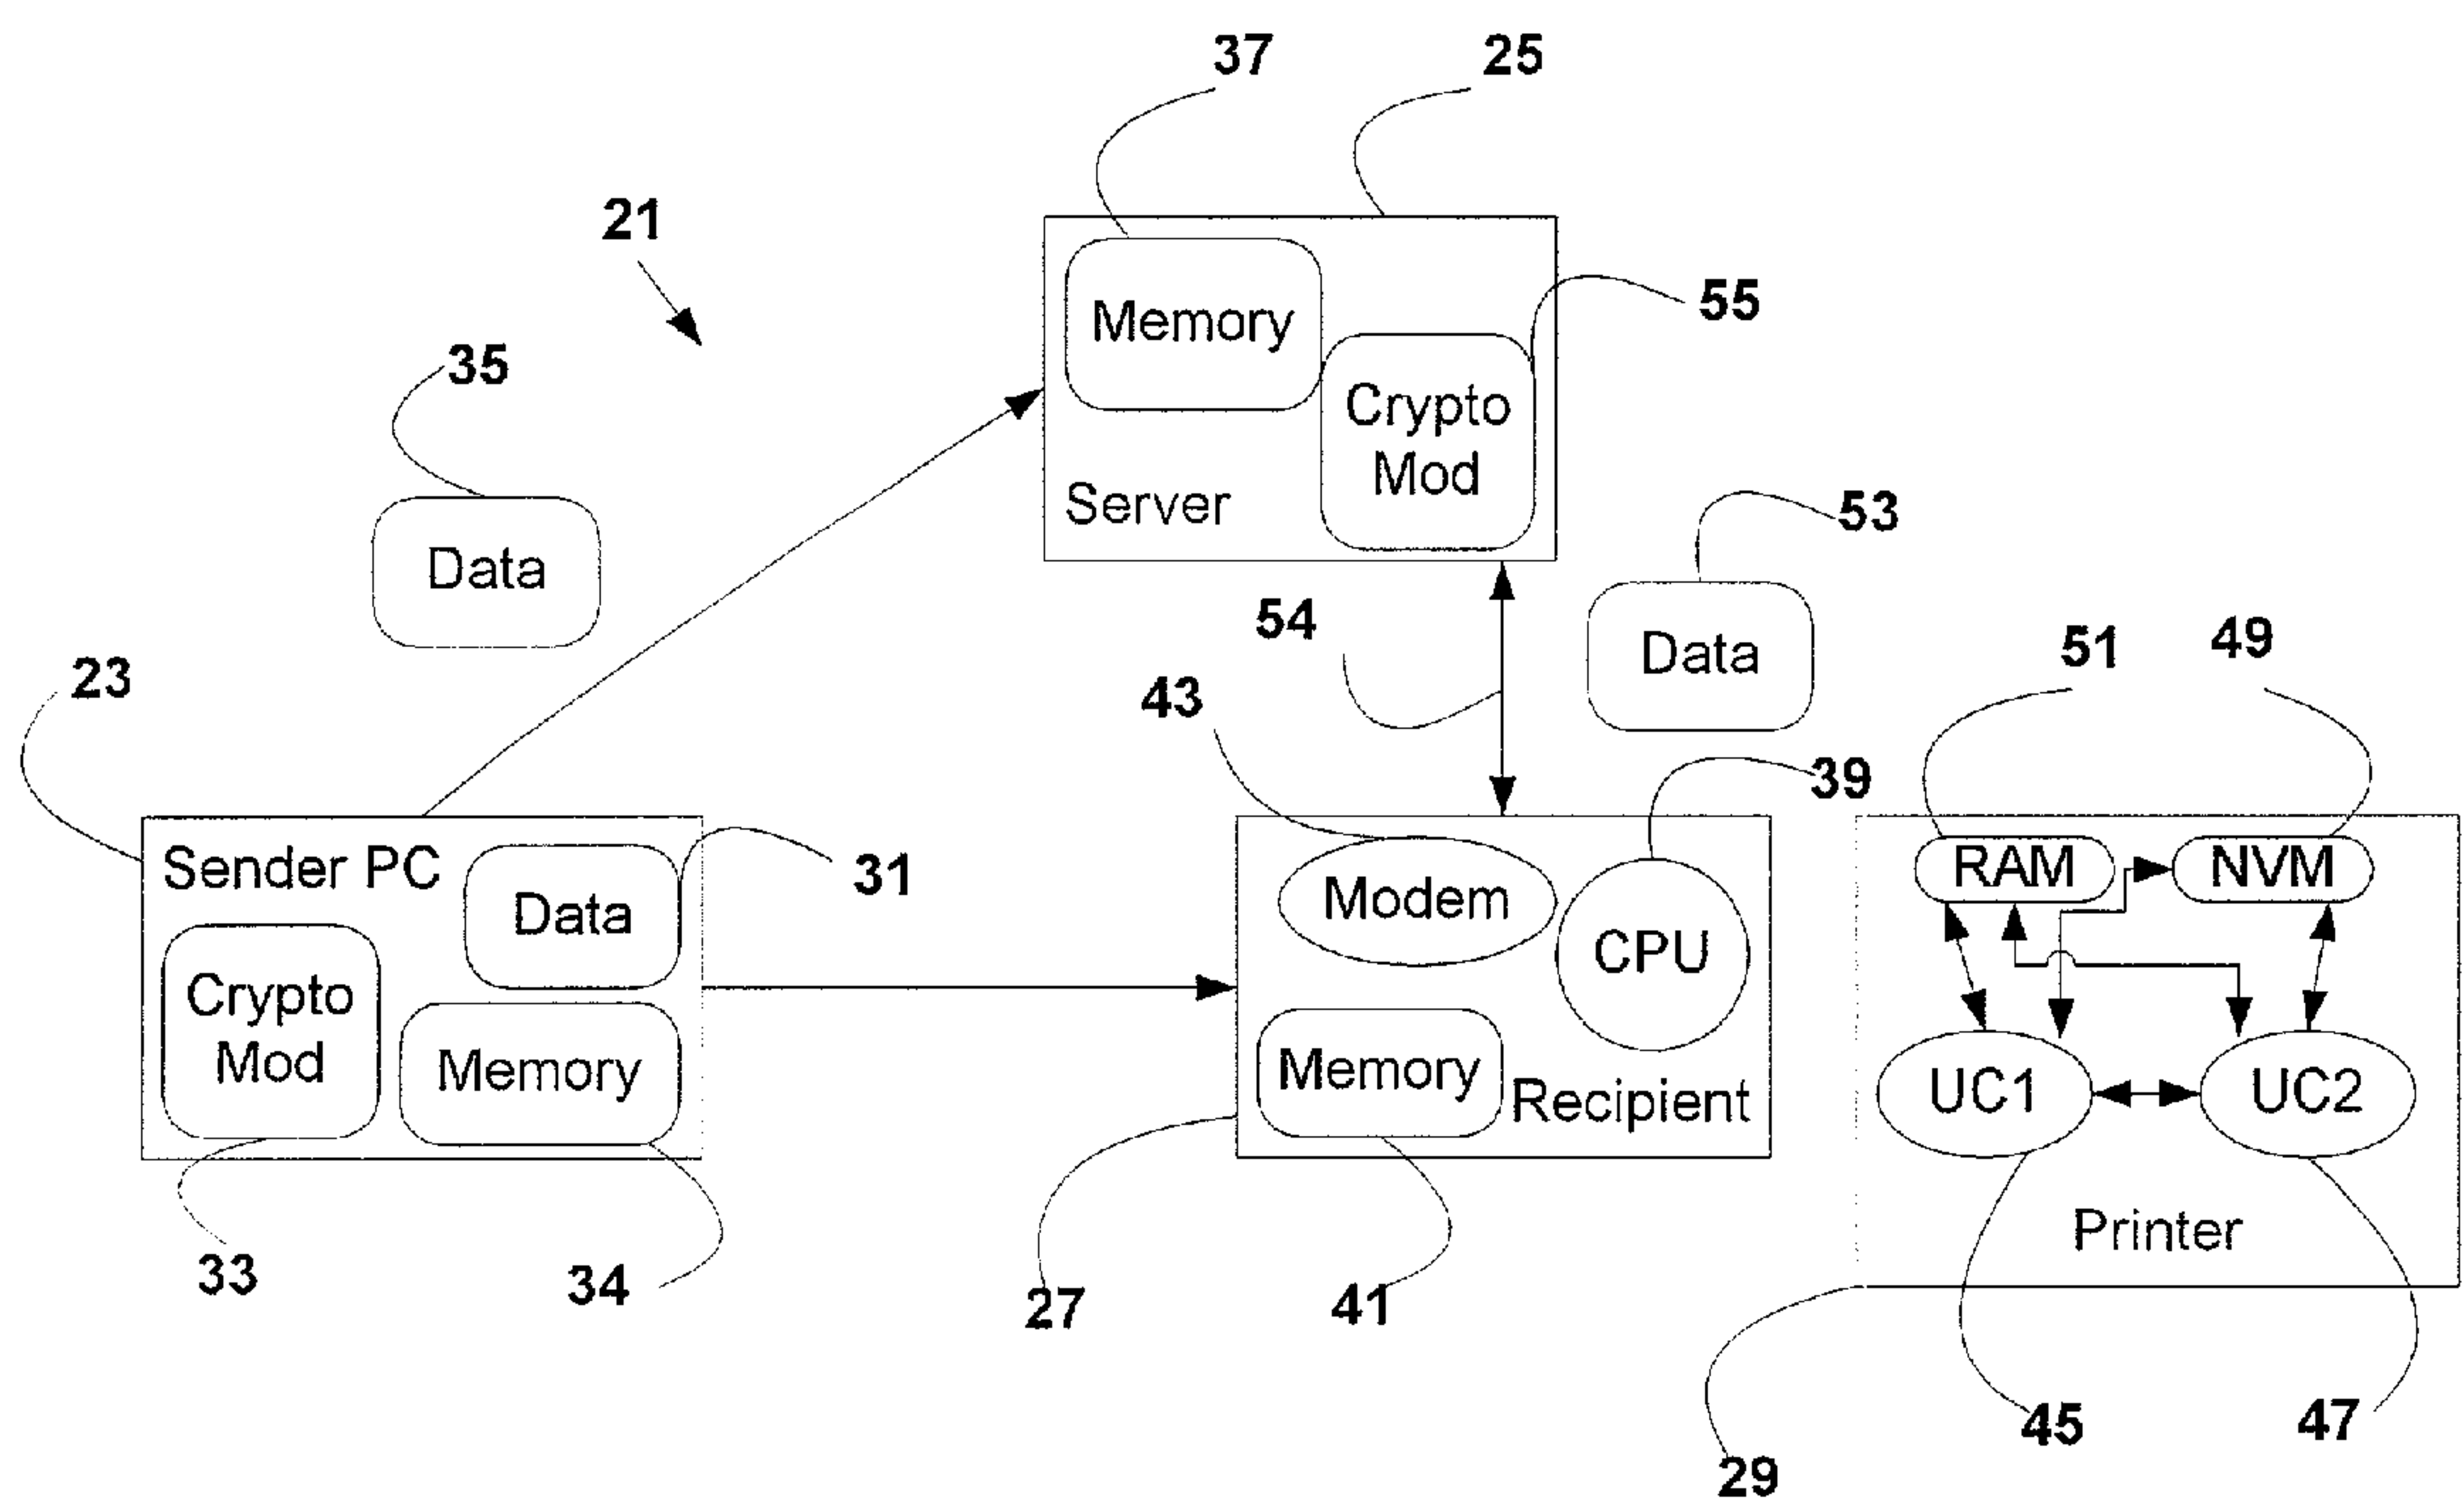 37
25
21
Memory
55
35
Crypto
Mod
Server
Data
53
54
Data
51
49
23
43
39
Sender PC
31
Data
Modem
CPU
RAM
NVM
Crypto
Mod
Memory
Memory
Recipient
UC1
UC2
Printer
33
34
27
41
45
47
29